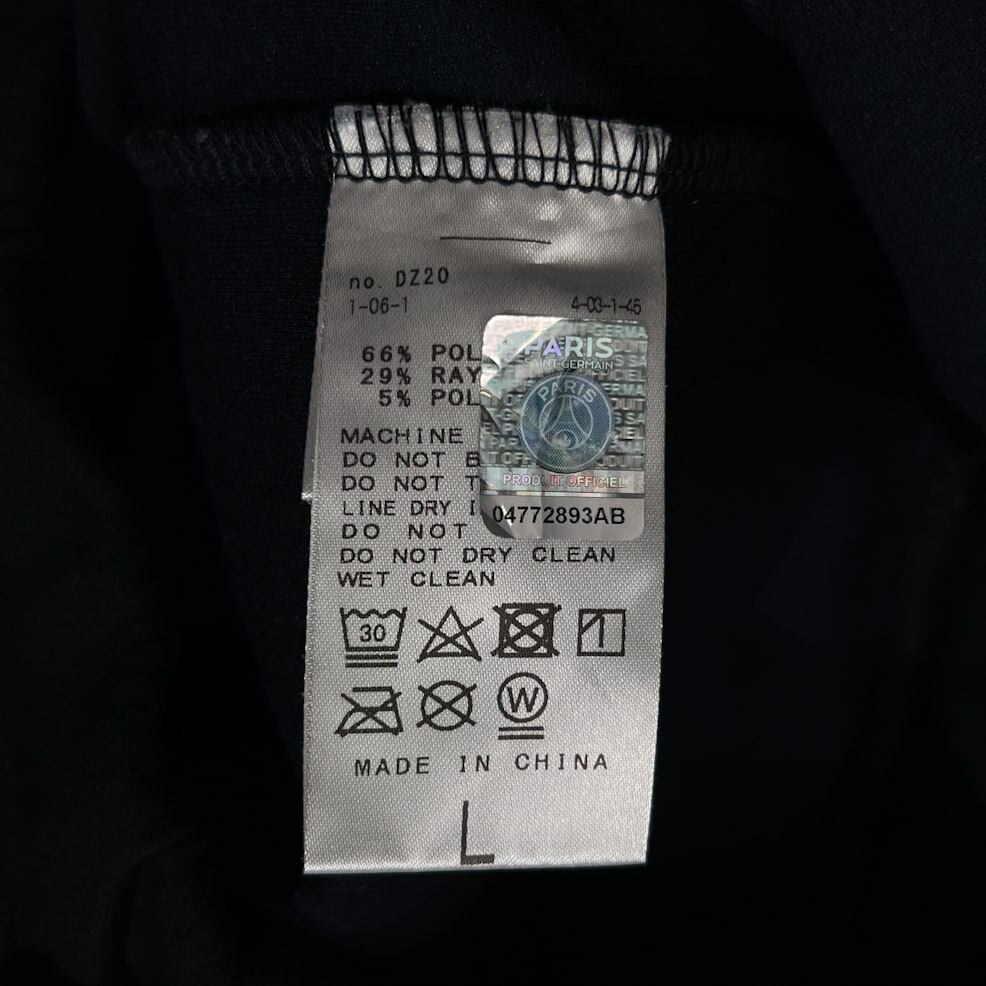 no. DZ20
1-06-1 4-03-1-45
66% POL
29% RAY
5% POL
PARIS
SAINT-GERMAIN
PARIS
PRODUIT OFFICIEL
04772893AB
MACHINE
DO NOT B
DO NOT T
LINE DRY I
DO NOT
DO NOT DRY CLEAN
WET CLEAN
30
W
MADE IN CHINA
L